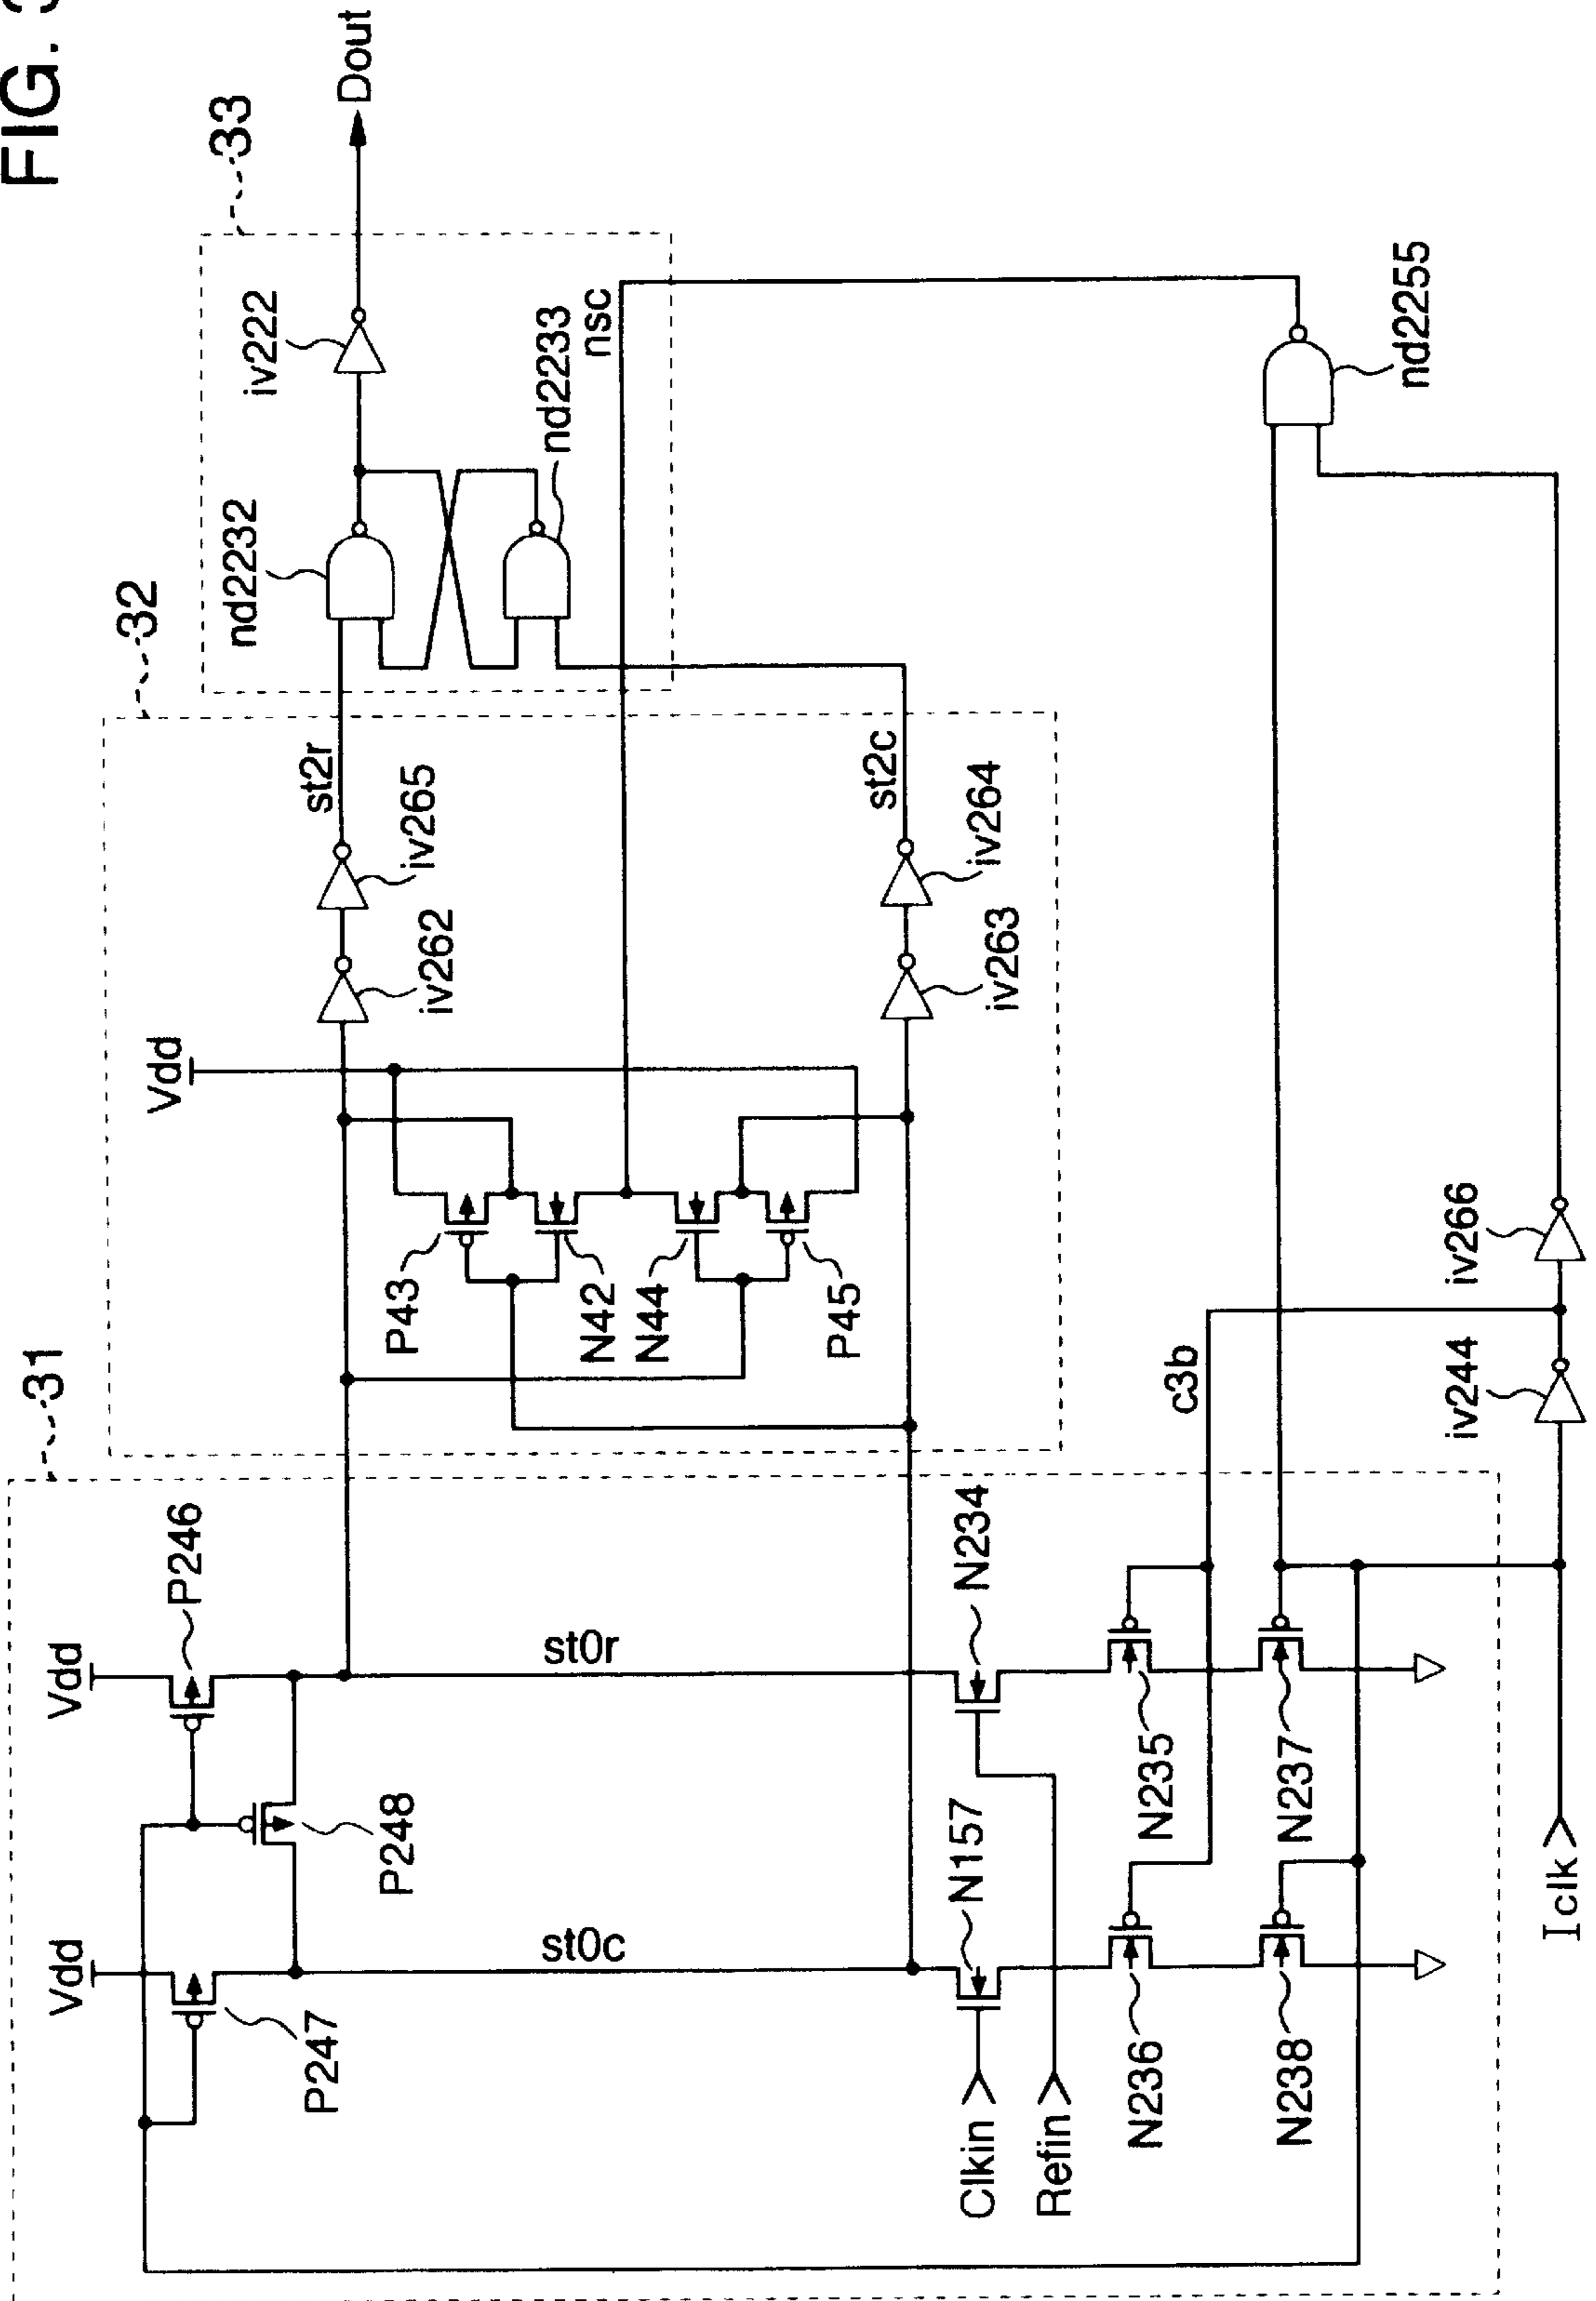 FIG. 3
31
32
33
Vdd
P246
P247
P248
Vdd
st0r
st0c
Clkin
Refin
N157
N234
N235
N236
N237
N238
Iclk
c3b
iv244
iv266
nd2255
Vdd
P43
N42
N44
P45
iv262
iv265
iv263
iv264
st2r
st2c
nsc
nd2232
nd2233
iv222
Dout